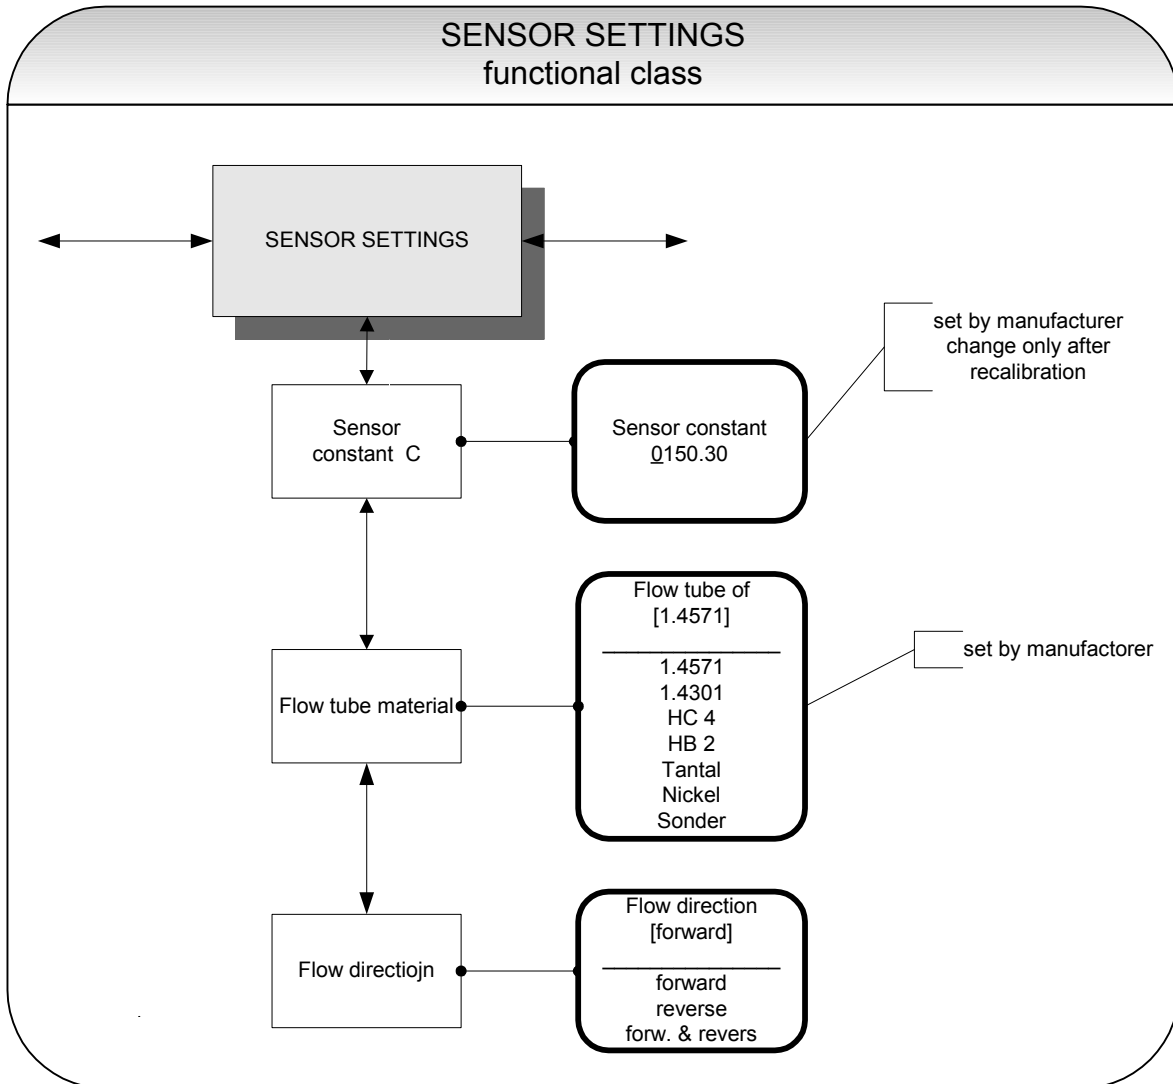 SENSOR SETTINGS
functional class
SENSOR SETTINGS
set by manufacturer
change only after
recalibration
Sensor
constant C
Sensor constant
0150.30
Flow tube of
[1.4571]
1.4571
1.4301
HC 4
HB 2
Tantal
Nickel
Sonder
set by manufactorer
Flow tube material
Flow direction
[forward]
forward
reverse
forw. & revers
Flow directiojn